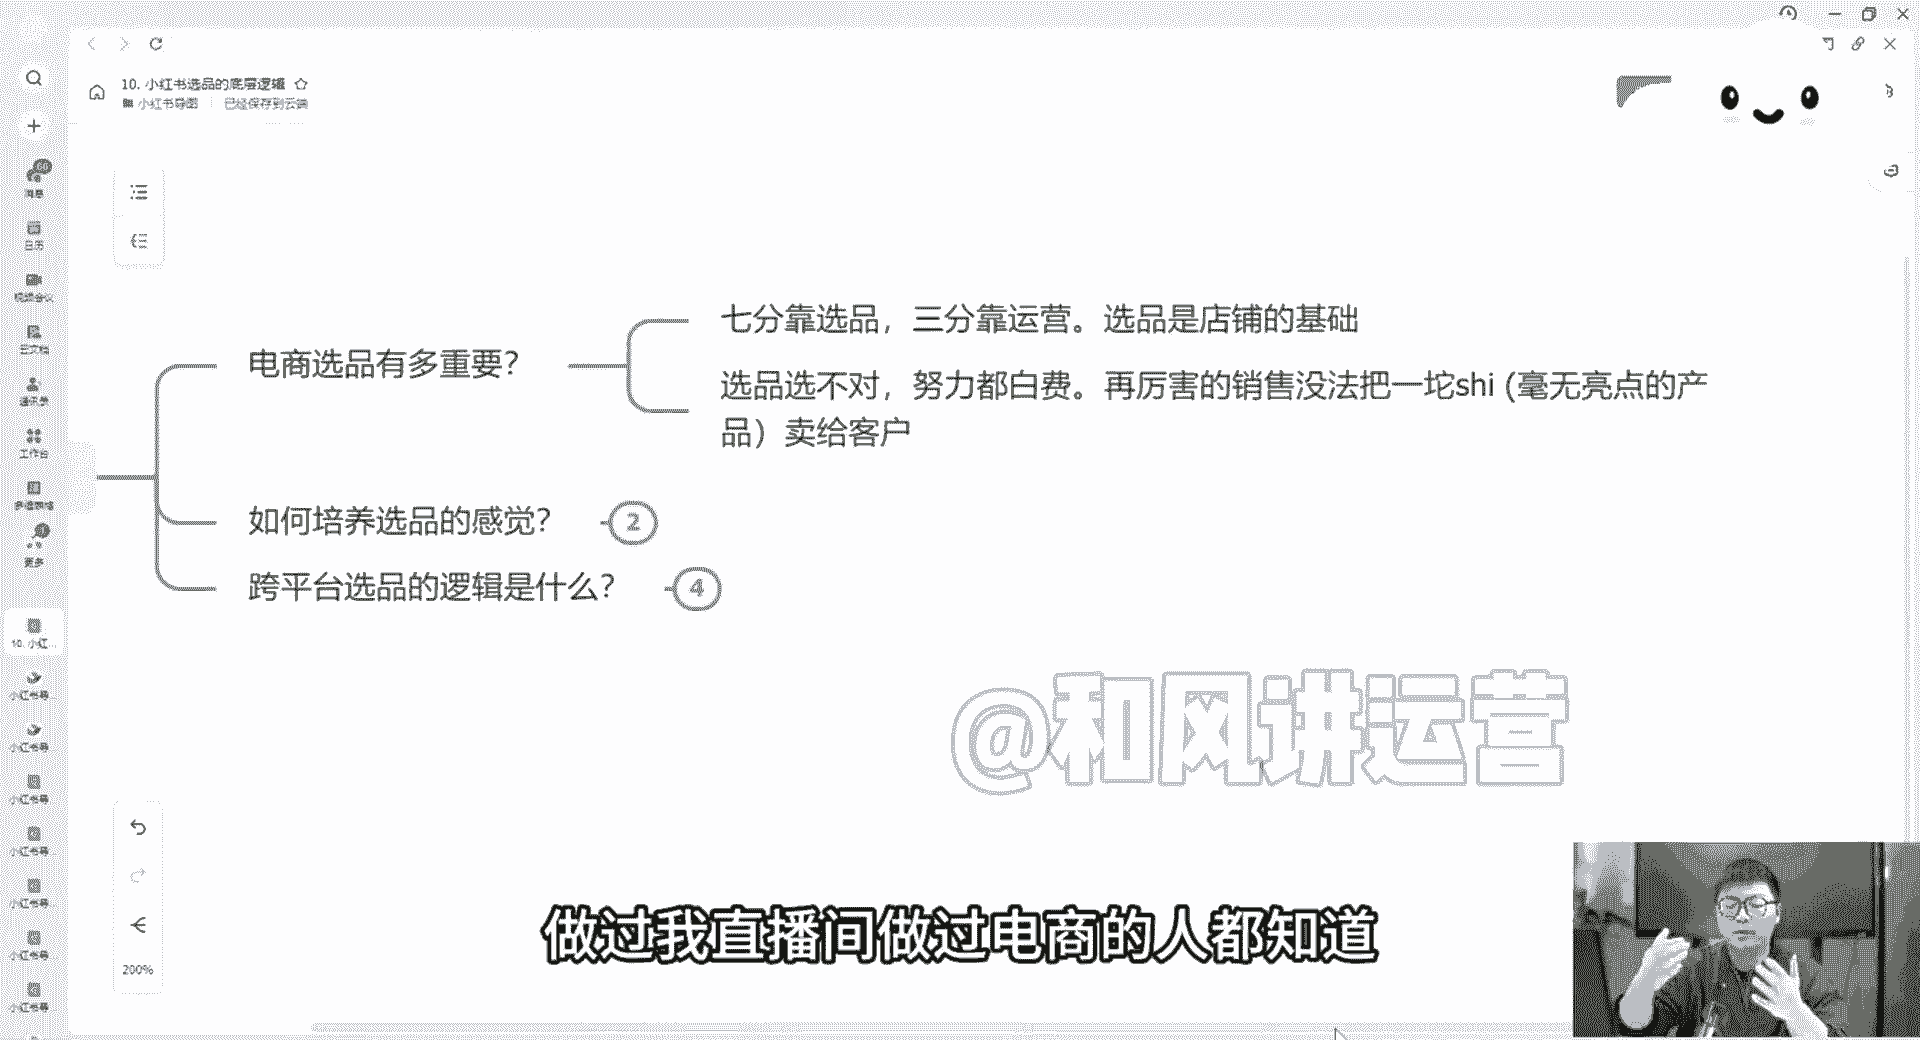 10. 小红书选品的底层逻辑
小红书导图
已经保存到云端
66
消息
日历
视频会议
云文档
通讯录
工作台
更多
10. 小红...
小红书导
小红书导
小红书导
小红书导
小红书导
小红书导
小红书导
电商选品有多重要?
七分靠选品，三分靠运营。选品是店铺的基础
选品选不对，努力都白费。再厉害的销售没法把一坨shi (毫无亮点的产
品）卖给客户
如何培养选品的感觉?
2
跨平台选品的逻辑是什么?
4
@和风讲运营
200%
做过我直播间做过电商的人都知道